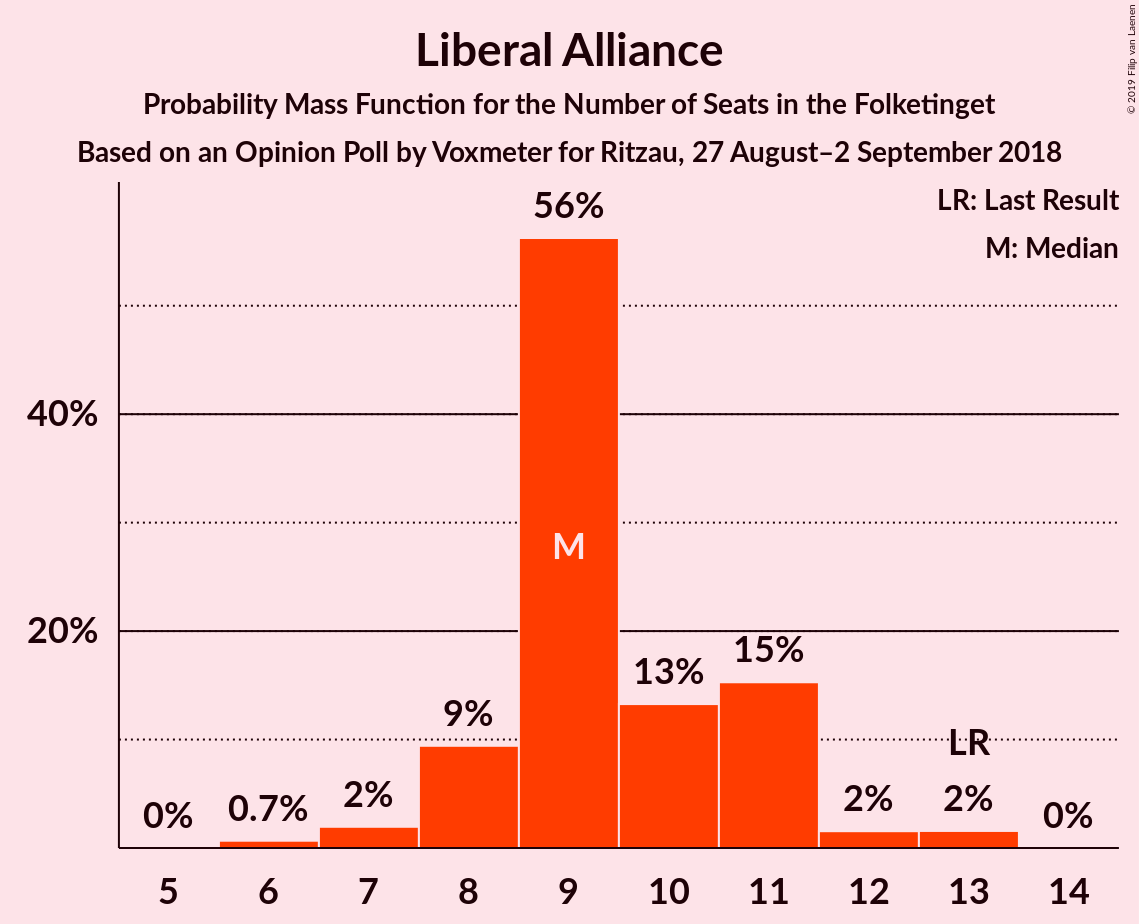 Liberal Alliance
Probability Mass Function for the Number of Seats in the Folketinget
Based on an Opinion Poll by Voxmeter for Ritzau, 27 August–2 September 2018
© 2019 Filip van Laenen
LR: Last Result
M: Median
40%
20%
0%
0.7%
2%
9%
56%
M
13%
15%
2%
LR
2%
0%
5 6 7 8 9 10 11 12 13 14